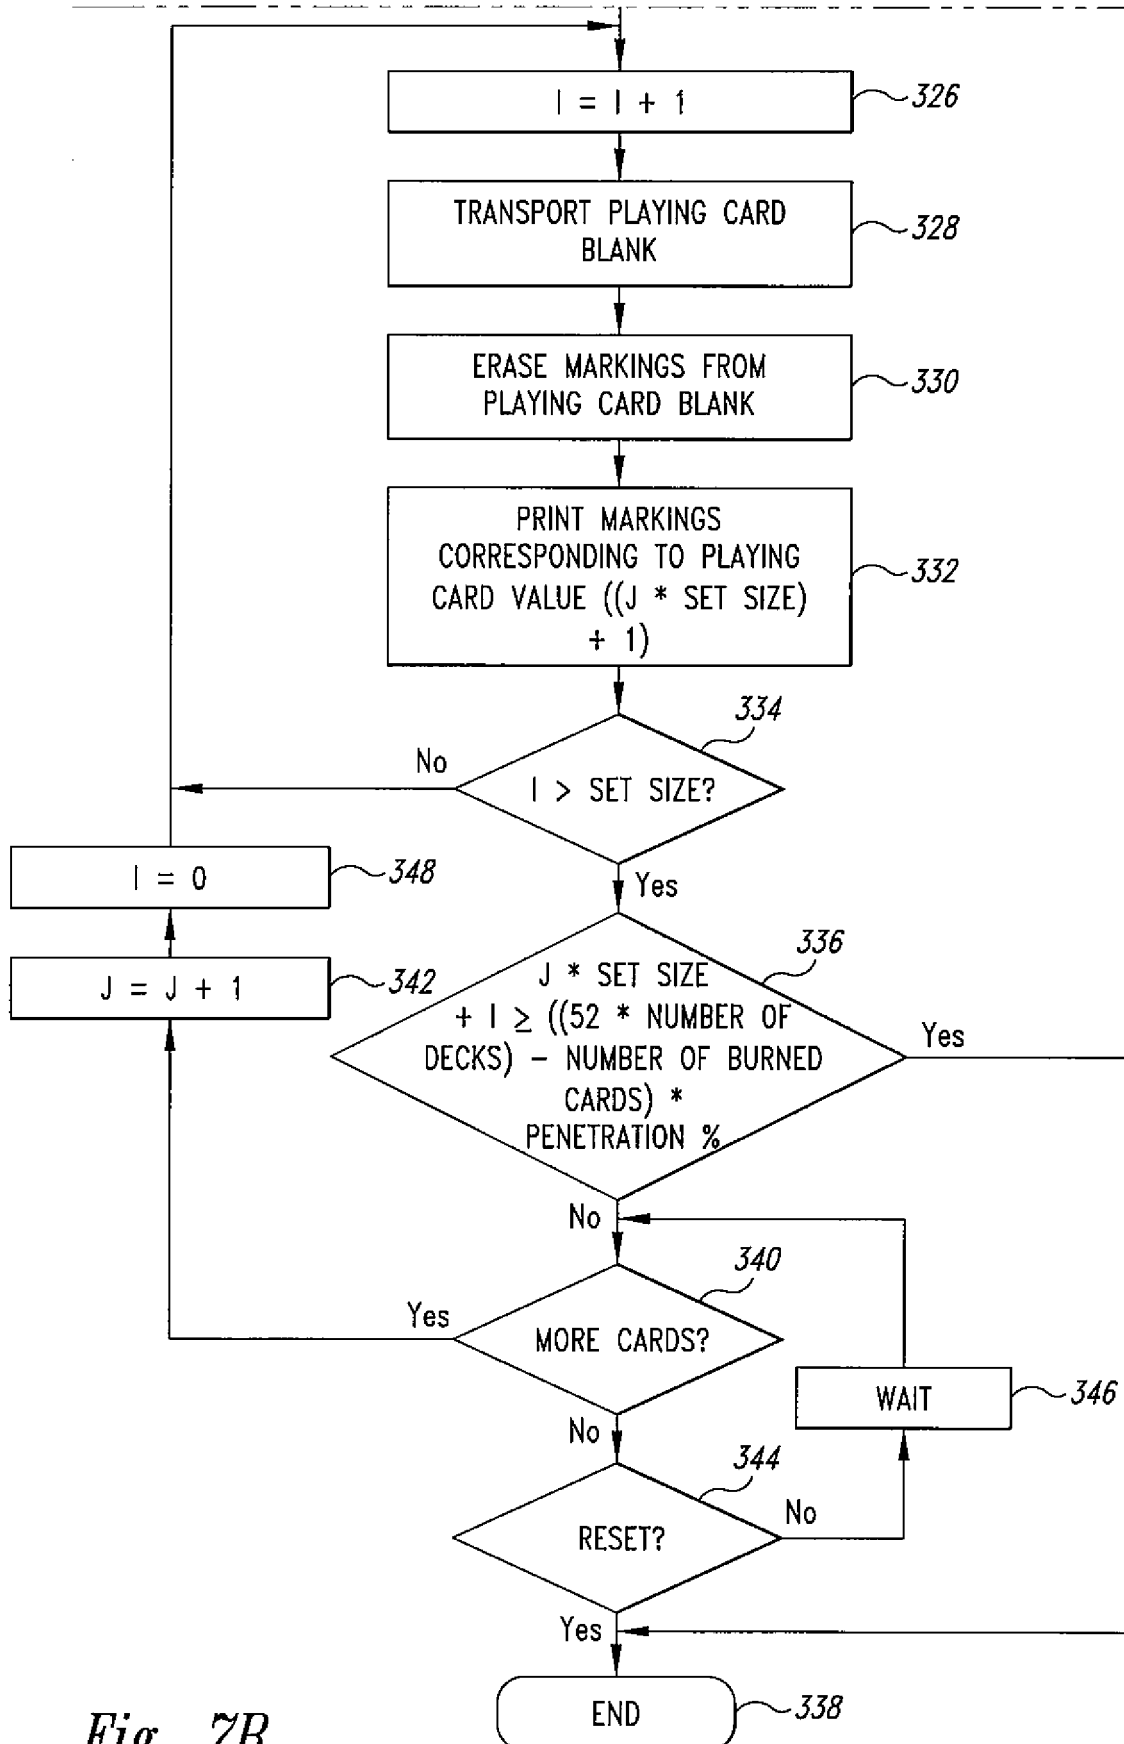 I = I + 1
326
TRANSPORT PLAYING CARD
BLANK
328
ERASE MARKINGS FROM
PLAYING CARD BLANK
330
PRINT MARKINGS
CORRESPONDING TO PLAYING
CARD VALUE ((J * SET SIZE)
+ 1)
332
334
No
I > SET SIZE?
I = 0
348
Yes
J = J + 1
342
336
J * SET SIZE
+ I ≥ ((52 * NUMBER OF
DECKS) – NUMBER OF BURNED
CARDS) *
PENETRATION %
Yes
No
340
Yes
MORE CARDS?
WAIT
346
No
344
RESET?
No
Yes
END
338
Fig. 7B